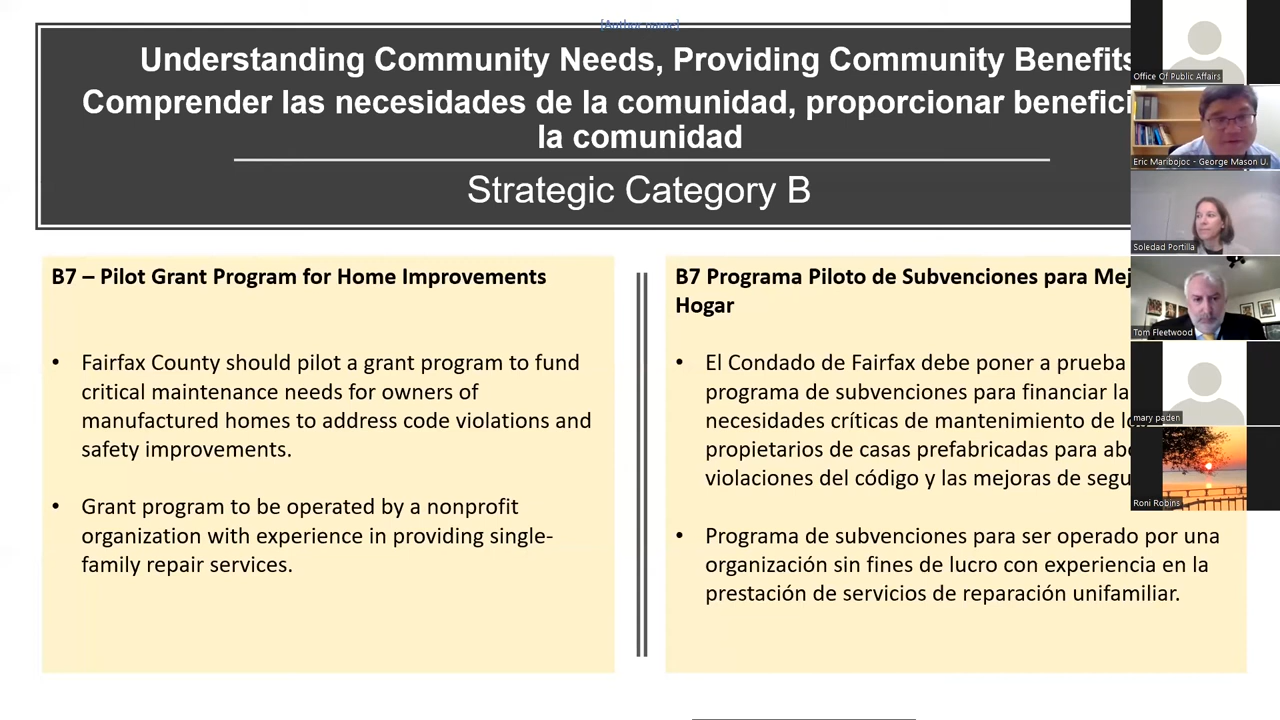 [Author name]
Understanding Community Needs, Providing Community Benefits
Comprender las necesidades de la comunidad, proporcionar benefici
la comunidad
Strategic Category B
B7 – Pilot Grant Program for Home Improvements
• Fairfax County should pilot a grant program to fund
critical maintenance needs for owners of
manufactured homes to address code violations and
safety improvements.
• Grant program to be operated by a nonprofit
organization with experience in providing single-
family repair services.
B7 Programa Piloto de Subvenciones para Mej
Hogar
• El Condado de Fairfax debe poner a prueba
programa de subvenciones para financiar la
necesidades críticas de mantenimiento de lo
propietarios de casas prefabricadas para abo
violaciones del código y las mejoras de segu
• Programa de subvenciones para ser operado por una
organización sin fines de lucro con experiencia en la
prestación de servicios de reparación unifamiliar.
Office Of Public Affairs
Eric Maribojoc - George Mason U.
Soledad Portilla
Tom Fleetwood
mary paden
Roni Robins